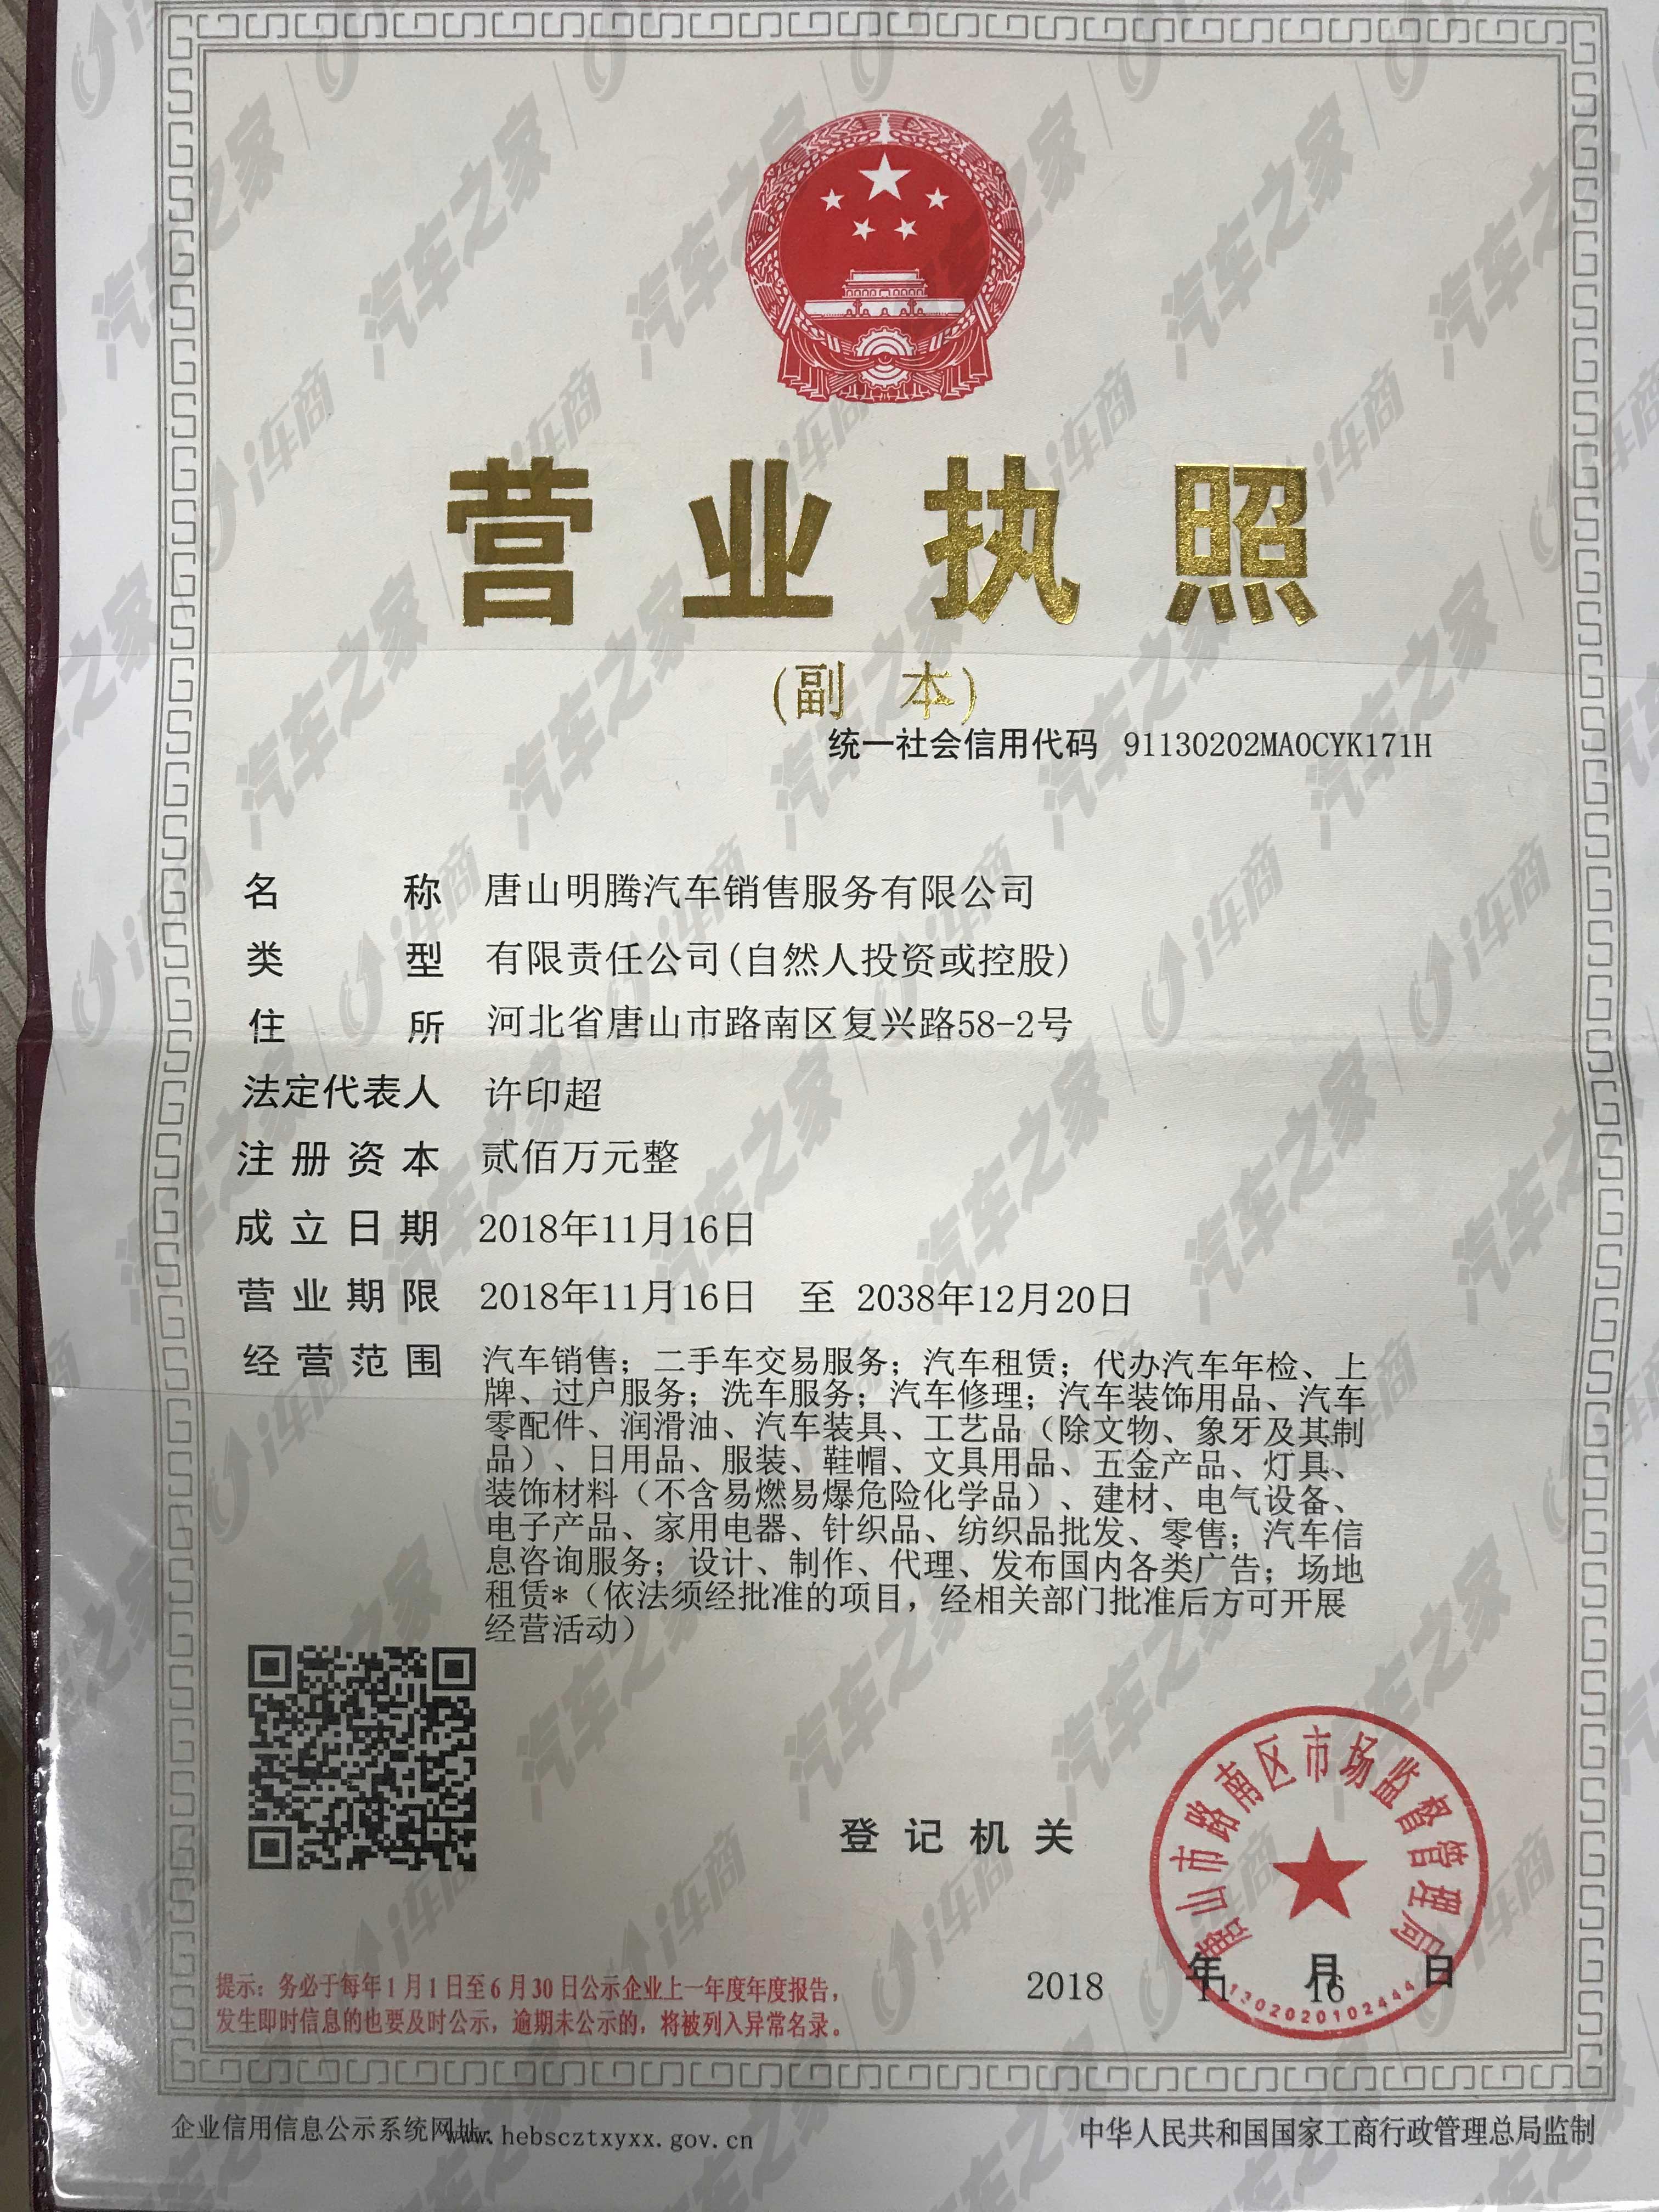 营业执照
(副 本)
统一社会信用代码 91130202MA0CYK171H
名 称 唐山明腾汽车销售服务有限公司
类 型 有限责任公司(自然人投资或控股)
住 所 河北省唐山市路南区复兴路58-2号
法定代表人 许印超
注册资本 贰佰万元整
成立日期 2018年11月16日
营业期限 2018年11月16日 至 2038年12月20日
经营范围 汽车销售；二手车交易服务；汽车租赁；代办汽车年检、上
牌、过户服务；洗车服务；汽车修理；汽车装饰用品、汽车
零配件、润滑油、汽车装具、工艺品（除文物、象牙及其制
品）、日用品、服装、鞋帽、文具用品、五金产品、灯具、
装饰材料（不含易燃易爆危险化学品）、建材、电气设备、
电子产品、家用电器、针织品、纺织品批发、零售；汽车信
息咨询服务；设计、制作、代理、发布国内各类广告；场地
租赁*（依法须经批准的项目，经相关部门批准后方可开展
经营活动）
登记机关
唐山市路南区市场监督管理局
2018 年 11 月 16 日
1302020102444
提示：务必于每年1月1日至6月30日公示企业上一年度年度报告，
发生即时信息的也要及时公示，逾期未公示的，将被列入异常名录。
企业信用信息公示系统网址：www.hebscztxyxx.gov.cn
中华人民共和国国家工商行政管理总局监制
汽车之家
i车商